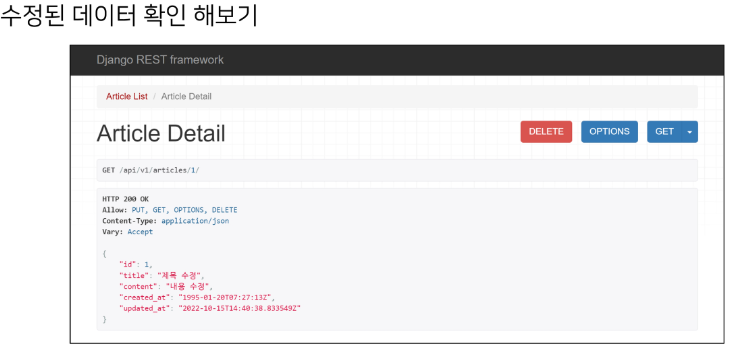 수정된 데이터 확인 해보기
Django REST framework
Article List / Article Detail
Article Detail
DELETE OPTIONS GET
GET /api/v1/articles/1/
HTTP 200 OK
Allow: PUT, GET, OPTIONS, DELETE
Content-Type: application/json
Vary: Accept
{
"id": 1,
"title": "제목 수정",
"content": "내용 수정",
"created_at": "1995-01-20T07:27:13Z",
"updated_at": "2022-10-15T14:40:38.833549Z"
}